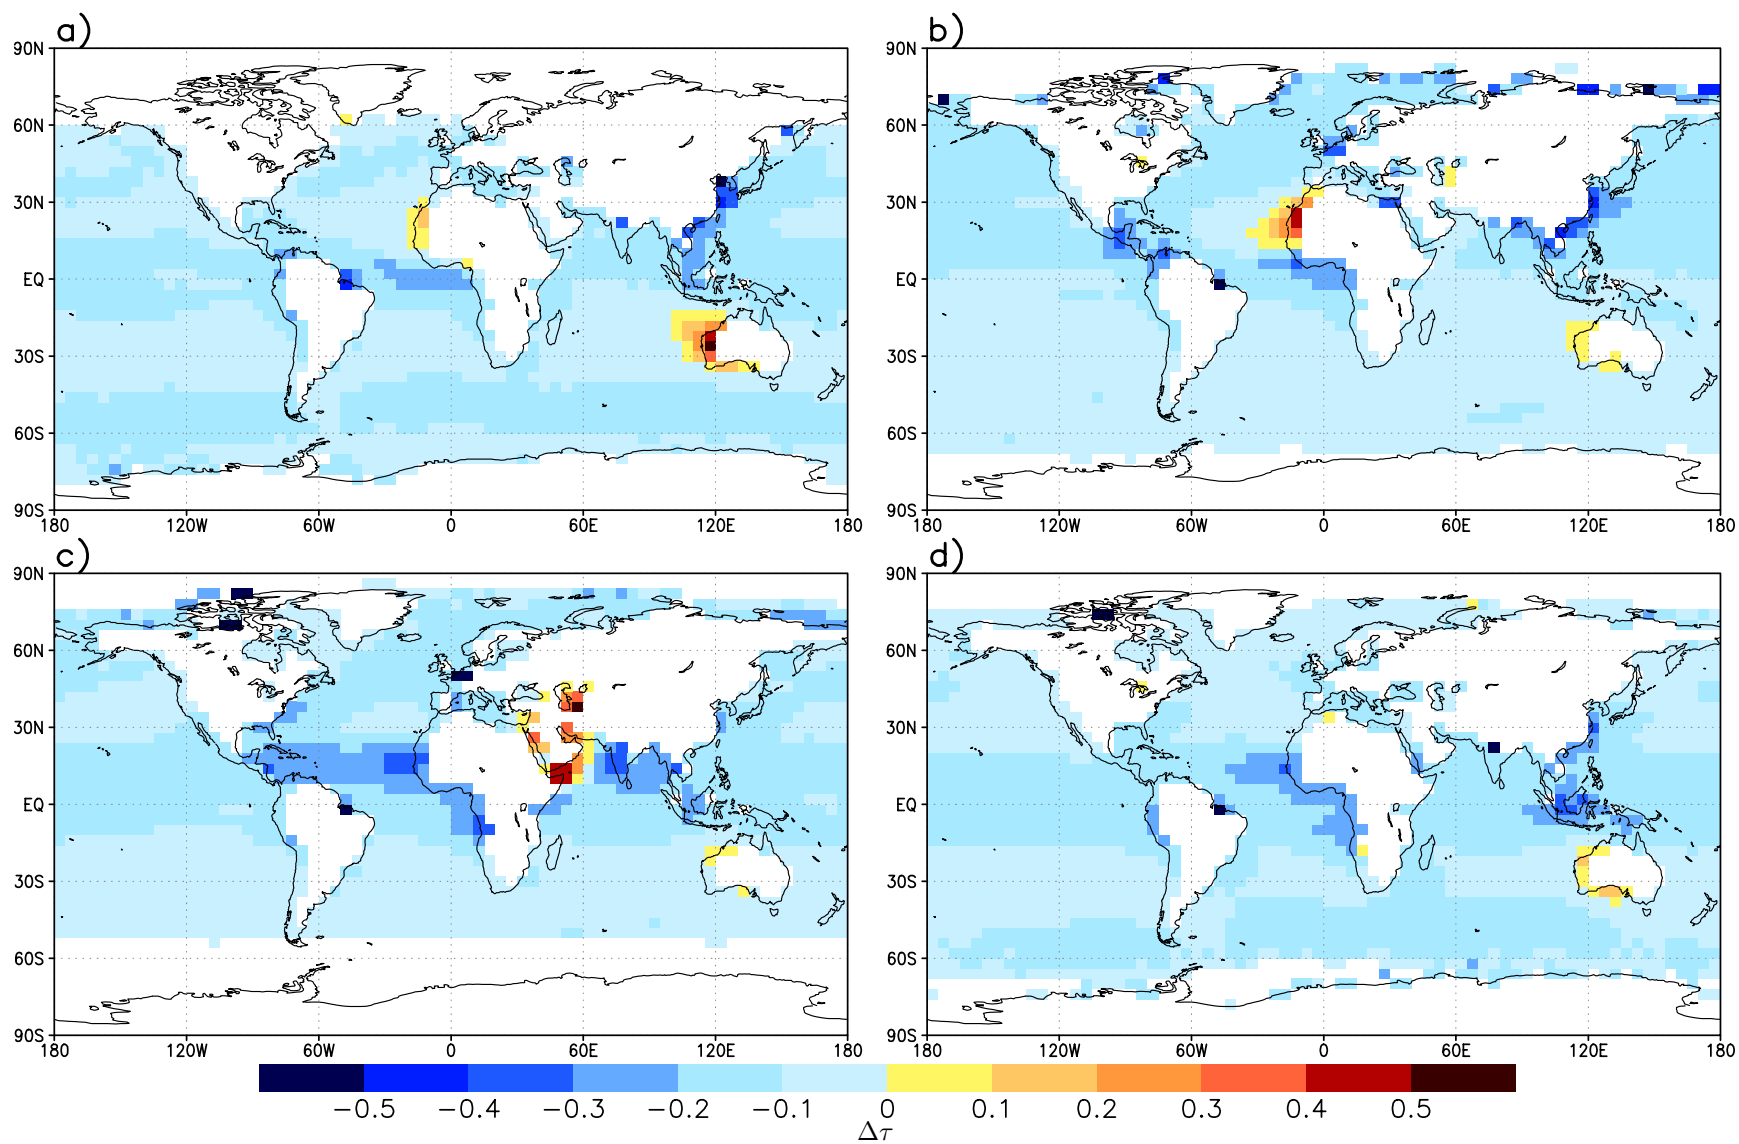 a) b)
90N 90N
60N 60N
30N 30N
EQ EQ
30S 30S
60S 60S
90S 90S
180 120W 60W 0 60E 120E 180 180 120W 60W 0 60E 120E 180
c) d)
90N 90N
60N 60N
30N 30N
EQ EQ
30S 30S
60S 60S
90S 90S
180 120W 60W 0 60E 120E 180 180 120W 60W 0 60E 120E 180
−0.5 −0.4 −0.3 −0.2 −0.1 0 0.1 0.2 0.3 0.4 0.5
Δτ